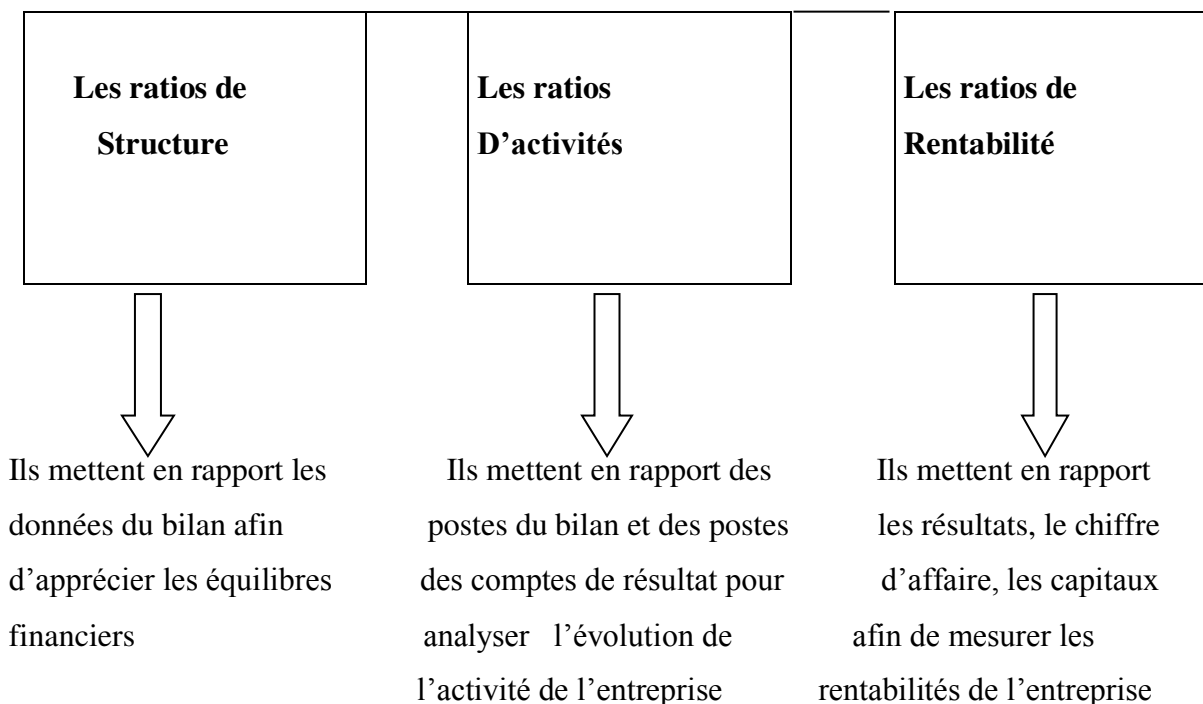 Les ratios de
Structure
Les ratios
D’activités
Les ratios de
Rentabilité
Ils mettent en rapport les
données du bilan afin
d’apprécier les équilibres
financiers
Ils mettent en rapport des
postes du bilan et des postes
des comptes de résultat pour
analyser l’évolution de
l’activité de l’entreprise
Ils mettent en rapport
les résultats, le chiffre
d’affaire, les capitaux
afin de mesurer les
rentabilités de l’entreprise